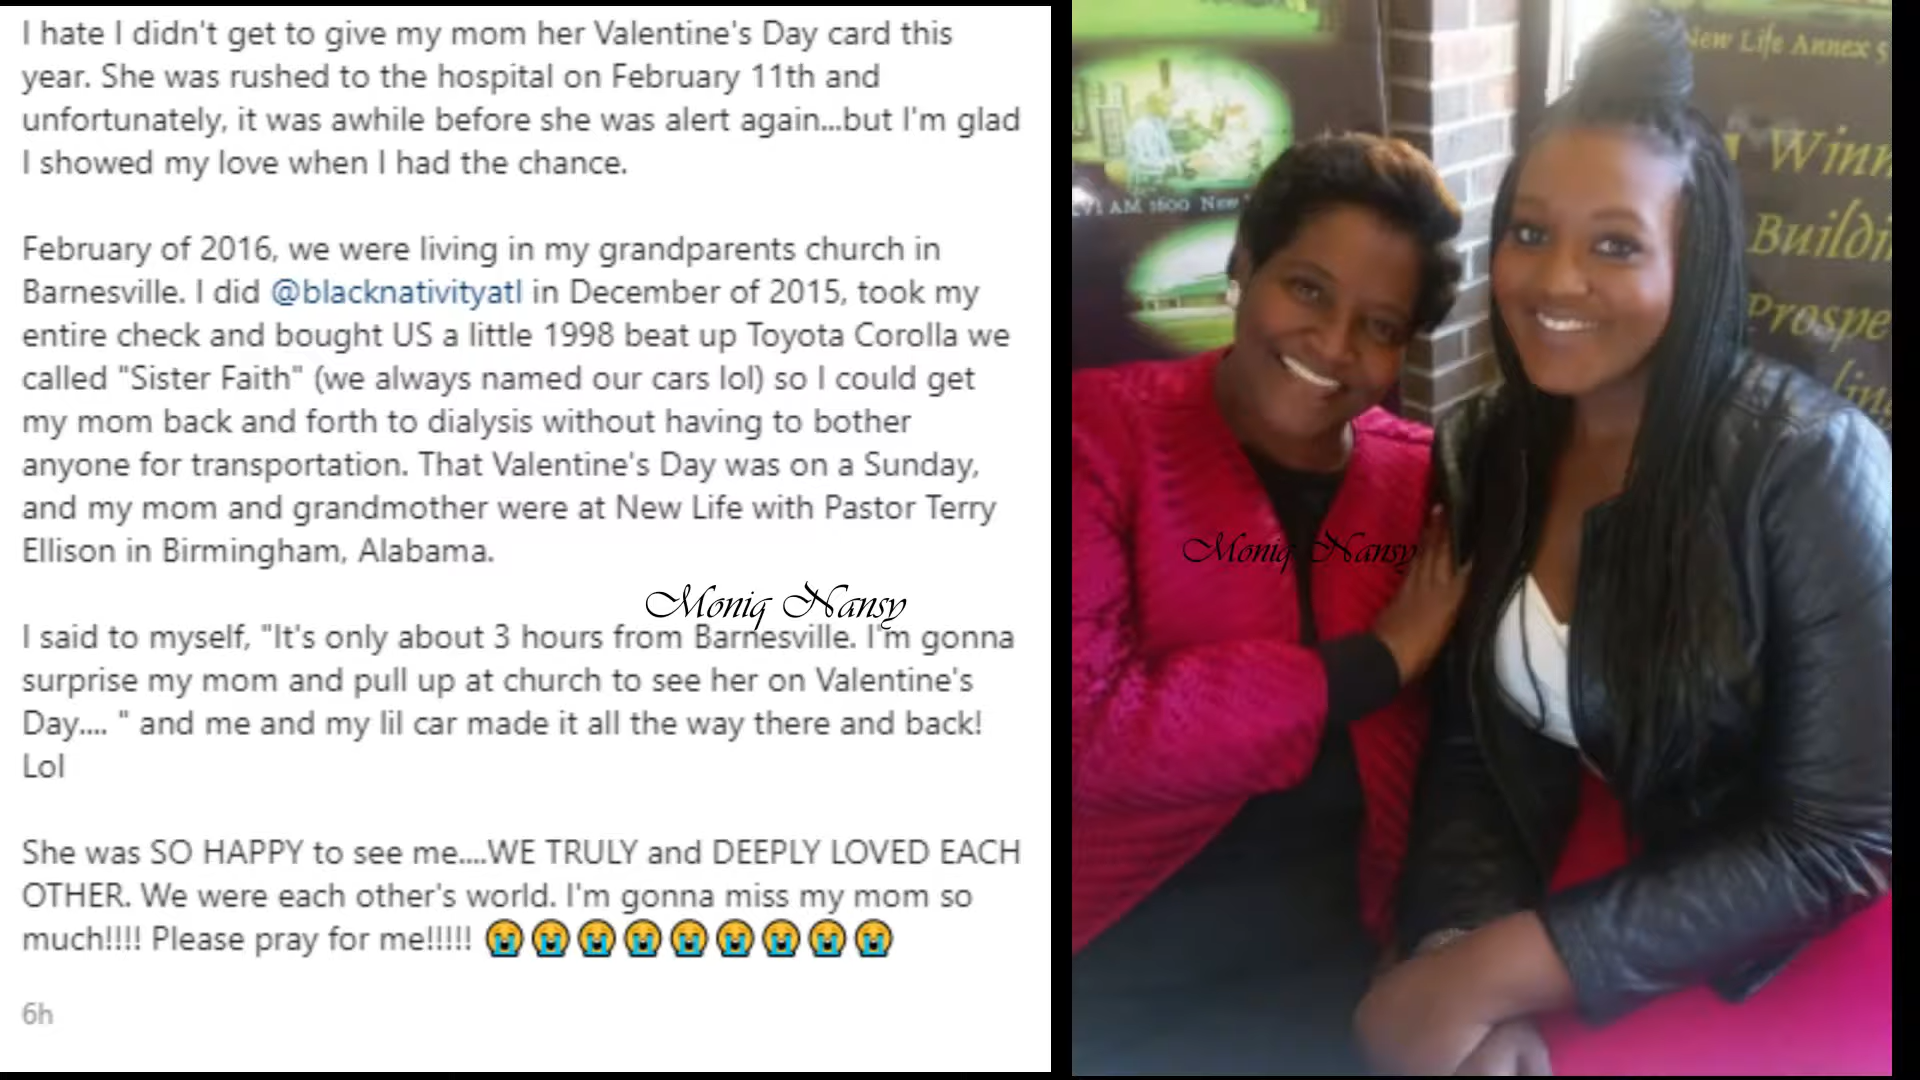 I hate I didn't get to give my mom her Valentine's Day card this
year. She was rushed to the hospital on February 11th and
unfortunately, it was awhile before she was alert again...but I'm glad
I showed my love when I had the chance.
February of 2016, we were living in my grandparents church in
Barnesville. I did @blacknativityatl in December of 2015, took my
entire check and bought US a little 1998 beat up Toyota Corolla we
called "Sister Faith" (we always named our cars lol) so I could get
my mom back and forth to dialysis without having to bother
anyone for transportation. That Valentine's Day was on a Sunday,
and my mom and grandmother were at New Life with Pastor Terry
Ellison in Birmingham, Alabama.
Moniq Nansy
I said to myself, "It's only about 3 hours from Barnesville. I'm gonna
surprise my mom and pull up at church to see her on Valentine's
Day.... " and me and my lil car made it all the way there and back!
Lol
She was SO HAPPY to see me....WE TRULY and DEEPLY LOVED EACH
OTHER. We were each other's world. I'm gonna miss my mom so
much!!!! Please pray for me!!!!! 😭😭😭😭😭😭😭😭😭
6h
New Life Annex 5
AM 1600 New
Winn
Buildi
Prospe
Moniq Nansy